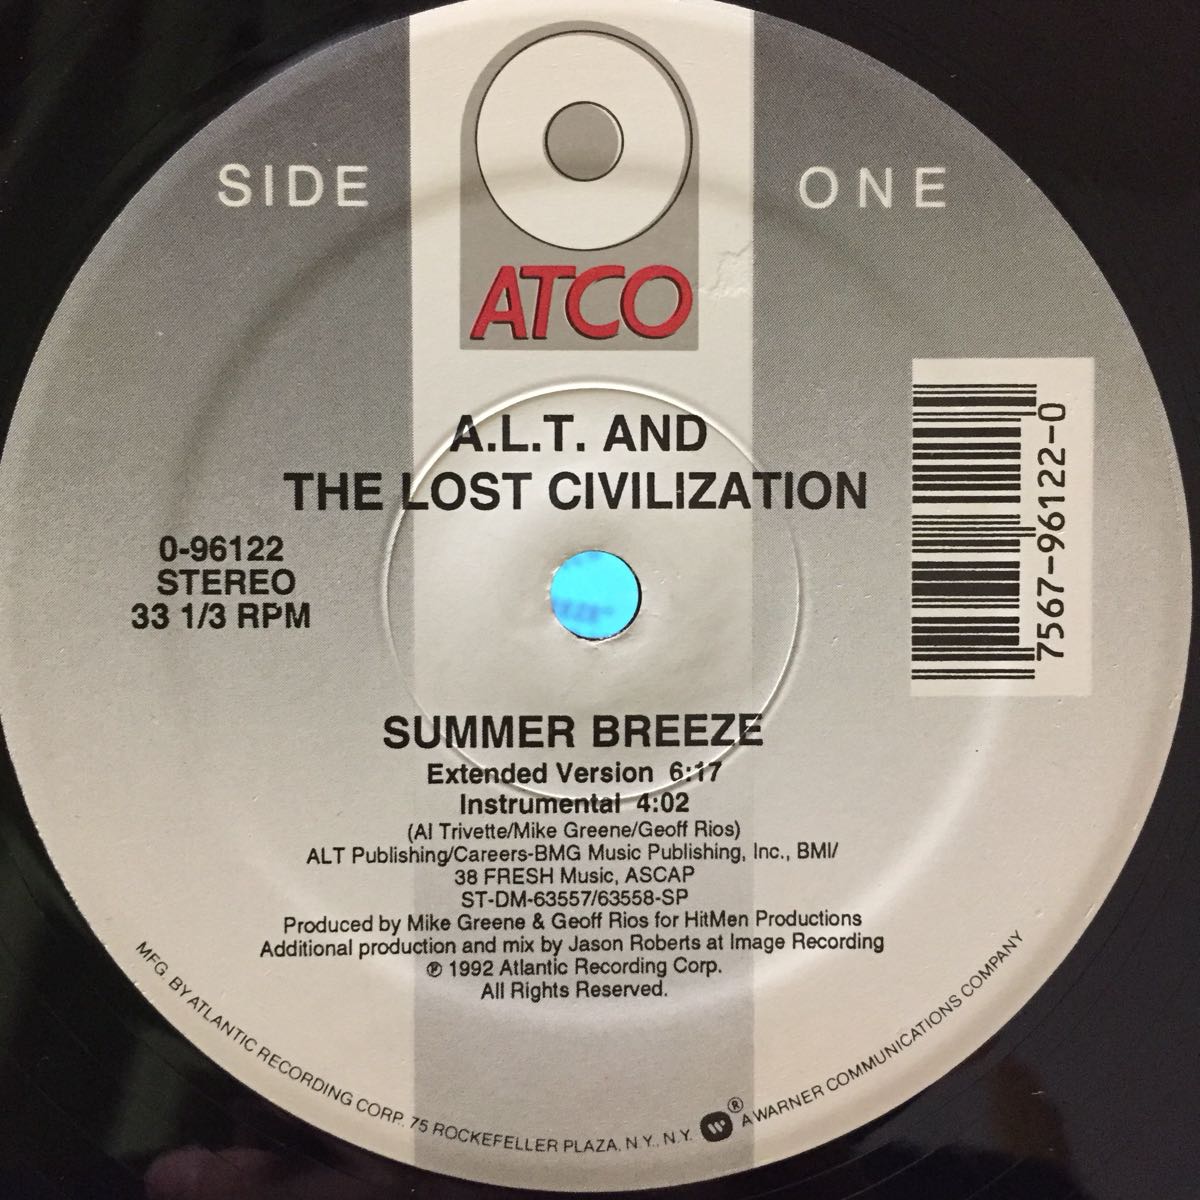 SIDE ONE
ATCO
A.L.T. AND
THE LOST CIVILIZATION
0-96122
STEREO
33 1/3 RPM
7567-96122-0
SUMMER BREEZE
Extended Version 6:17
Instrumental 4:02
(Al Trivette/Mike Greene/Geoff Rios)
ALT Publishing/Careers-BMG Music Publishing, Inc., BMI/
38 FRESH Music, ASCAP
ST-DM-63557/63558-SP
Produced by Mike Greene & Geoff Rios for HitMen Productions
Additional production and mix by Jason Roberts at Image Recording
℗ 1992 Atlantic Recording Corp.
All Rights Reserved.
MFG. BY ATLANTIC RECORDING CORP. 75 ROCKEFELLER PLAZA, N.Y., N.Y. ® A WARNER COMMUNICATIONS COMPANY